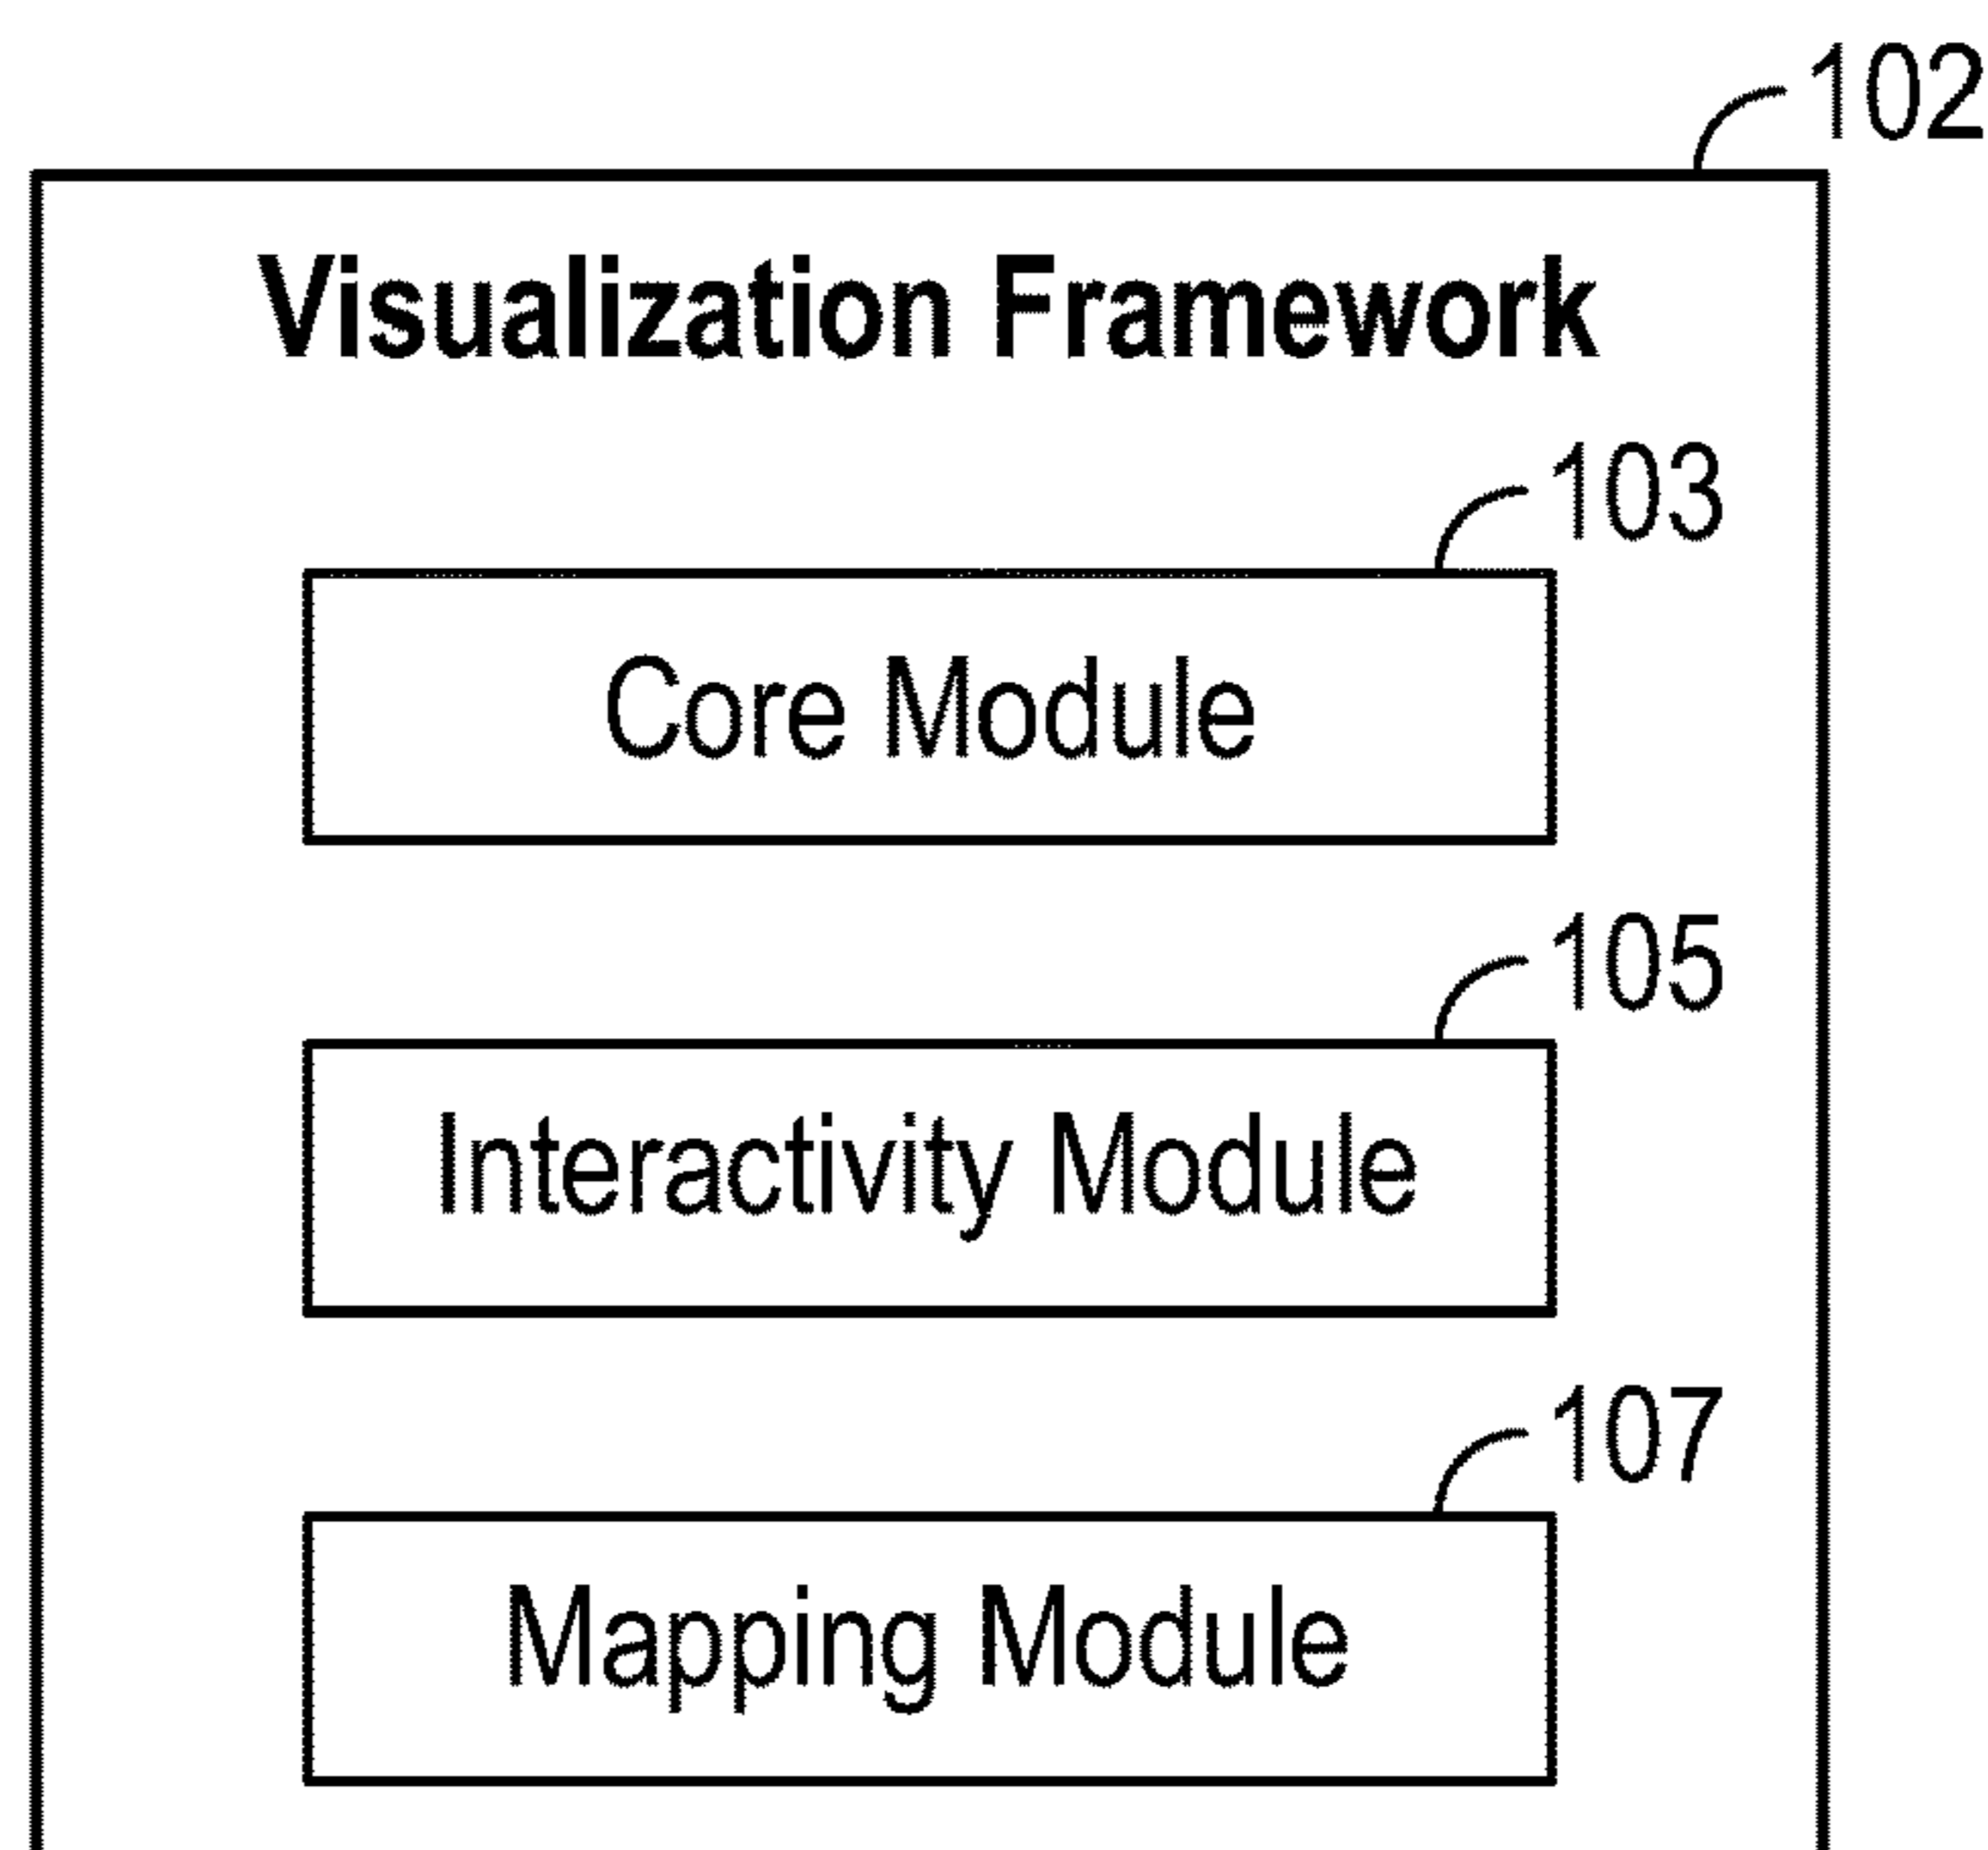 102
Visualization Framework
103
Core Module
105
Interactivity Module
107
Mapping Module